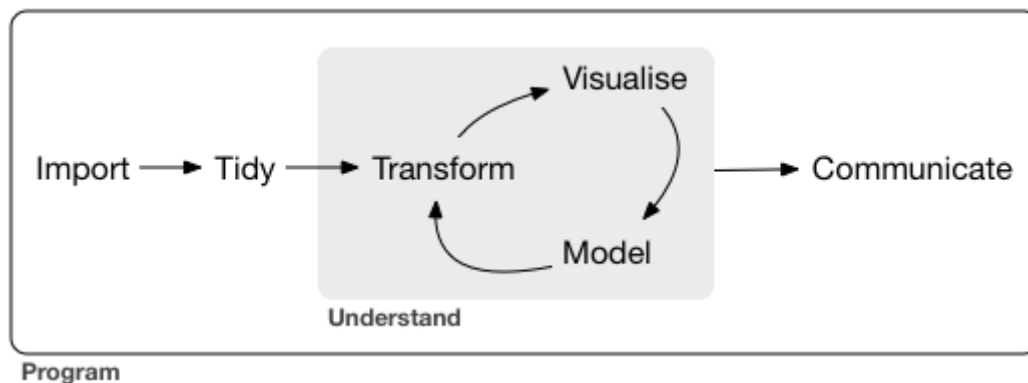 Visualise
Import
Tidy
Transform
Communicate
Model
Understand
Program